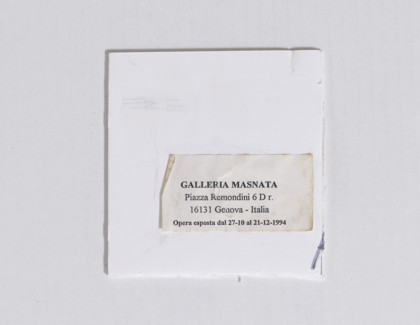 GALLERIA MASNATA
Piazza Remondini 6 D r.
16131 Genova - Italia
Opera esposta dal 27-10 al 21-12-1994